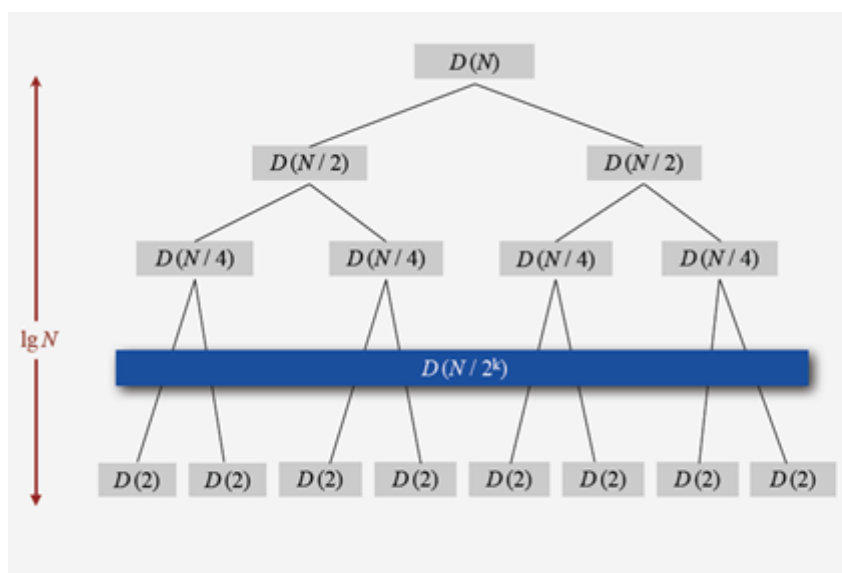 D(N)
D(N / 2) D(N / 2)
D(N / 4) D(N / 4) D(N / 4) D(N / 4)
lg N
D(N / 2ᵏ)
D(2) D(2) D(2) D(2) D(2) D(2) D(2) D(2)